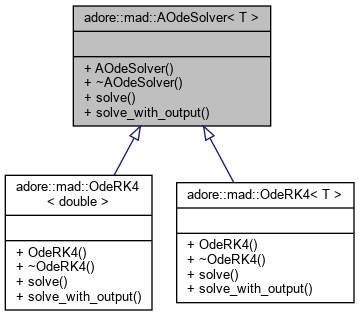 adore::mad::AOdeSolver< T >
+ AOdeSolver()
+ ~AOdeSolver()
+ solve()
+ solve_with_output()
adore::mad::OdeRK4
< double >
+ OdeRK4()
+ ~OdeRK4()
+ solve()
+ solve_with_output()
adore::mad::OdeRK4< T >
+ OdeRK4()
+ ~OdeRK4()
+ solve()
+ solve_with_output()